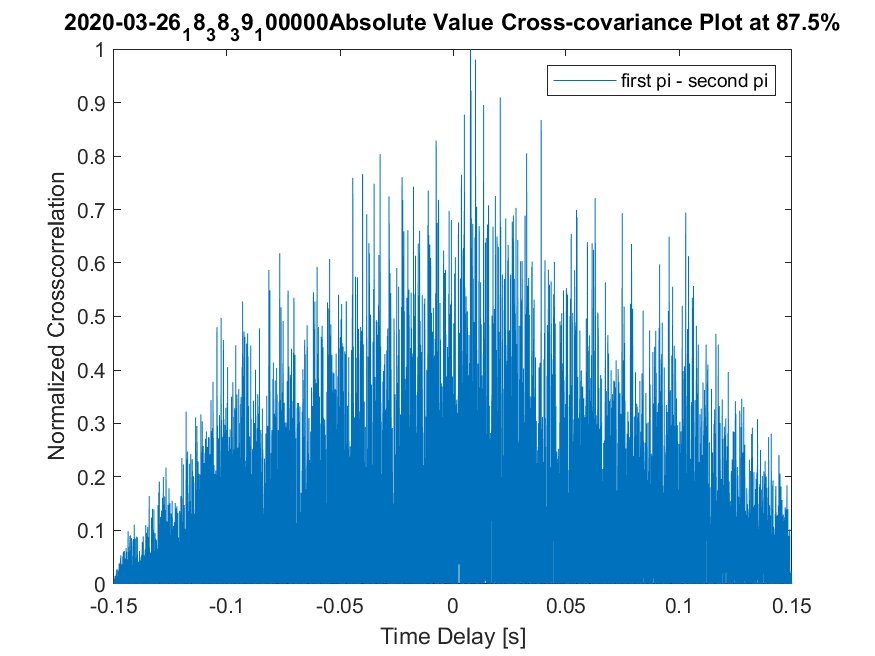 2020-03-26₁8₃8₃9₁00000Absolute Value Cross-covariance Plot at 87.5%
1
first pi - second pi
0.9
0.8
0.7
0.6
0.5
0.4
0.3
0.2
0.1
0
Normalized Crosscorrelation
-0.15 -0.1 -0.05 0 0.05 0.1 0.15
Time Delay [s]